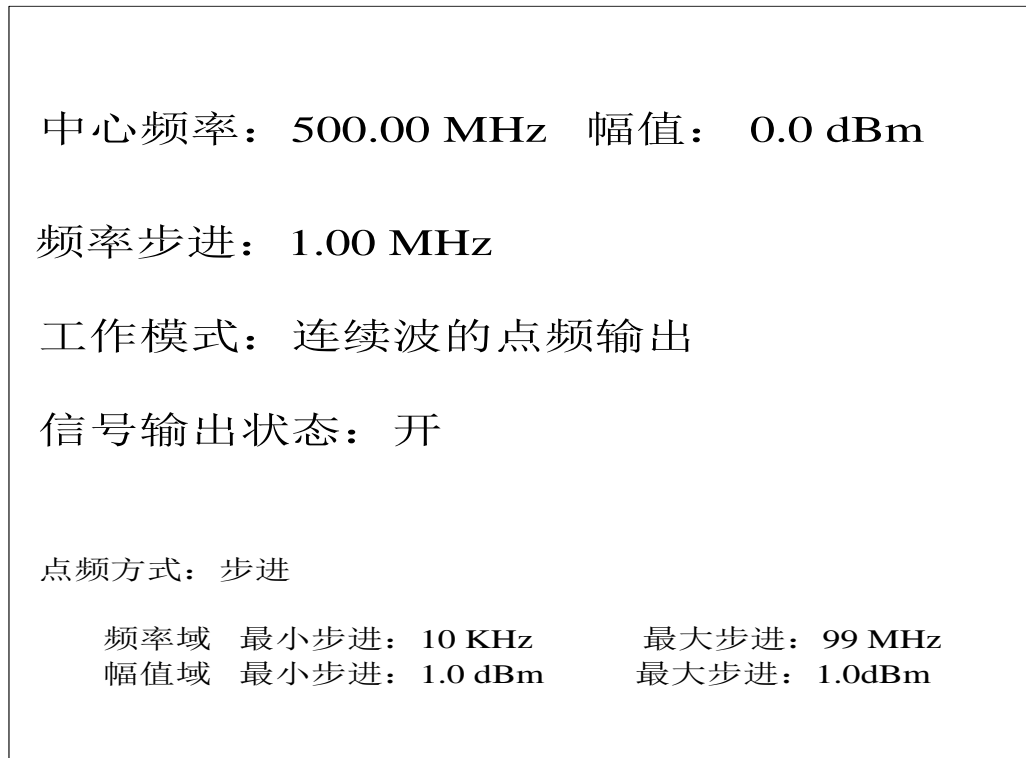 中心频率：500.00 MHz 幅值： 0.0 dBm
频率步进：1.00 MHz
工作模式：连续波的点频输出
信号输出状态：开
点频方式：步进
频率域 最小步进：10 KHz 最大步进：99 MHz
幅值域 最小步进：1.0 dBm 最大步进：1.0dBm